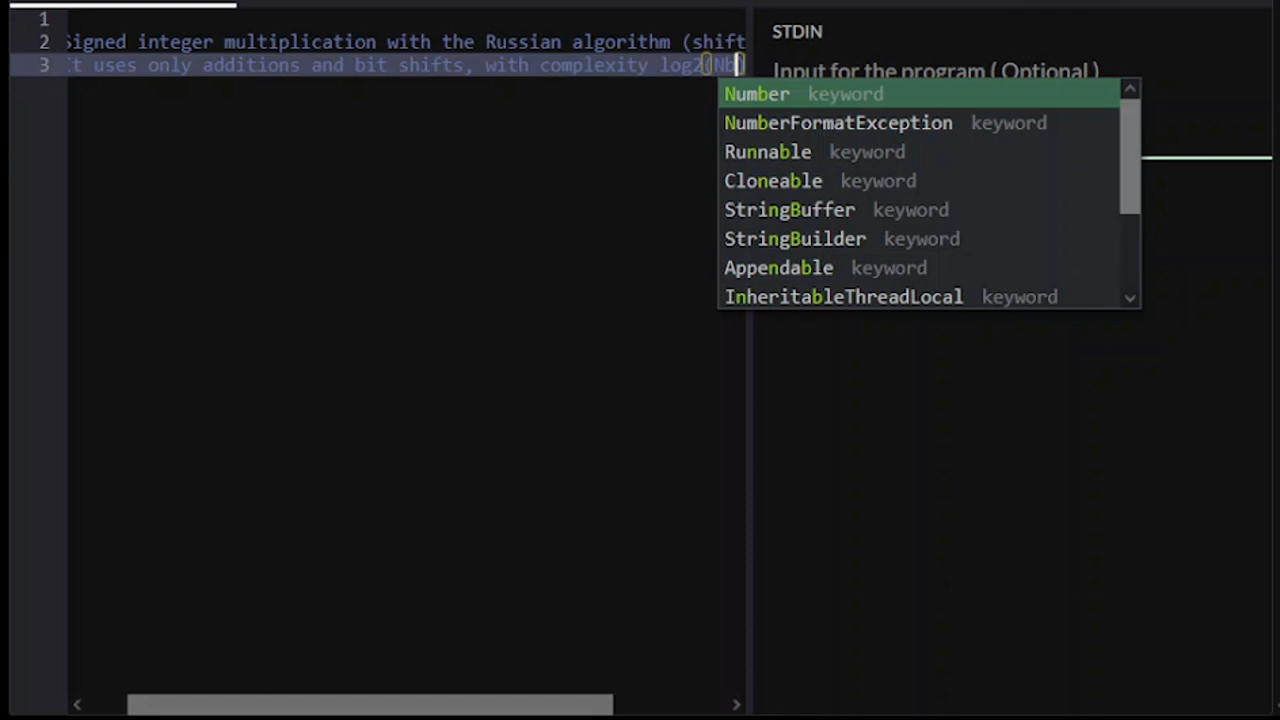 1
2 Signed integer multiplication with the Russian algorithm (shift
3 It uses only additions and bit shifts, with complexity log2(Nb)
STDIN
Input for the program ( Optional )
Number keyword
NumberFormatException keyword
Runnable keyword
Cloneable keyword
StringBuffer keyword
StringBuilder keyword
Appendable keyword
InheritableThreadLocal keyword